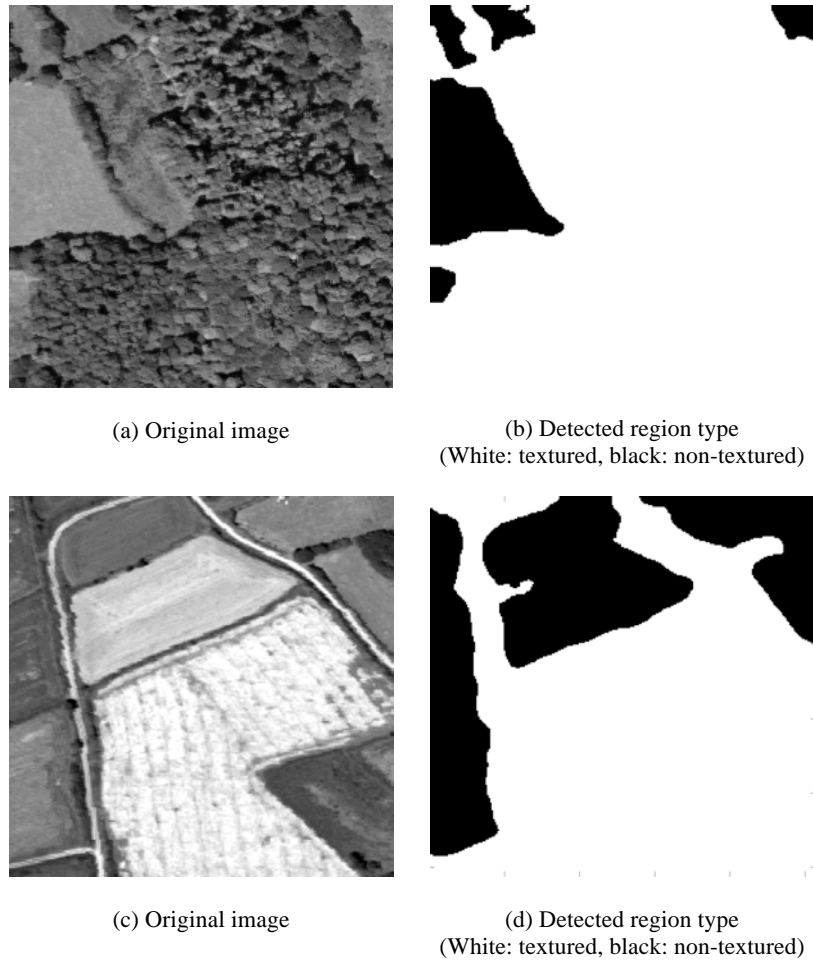 (a) Original image
(b) Detected region type
(White: textured, black: non-textured)
(c) Original image
(d) Detected region type
(White: textured, black: non-textured)